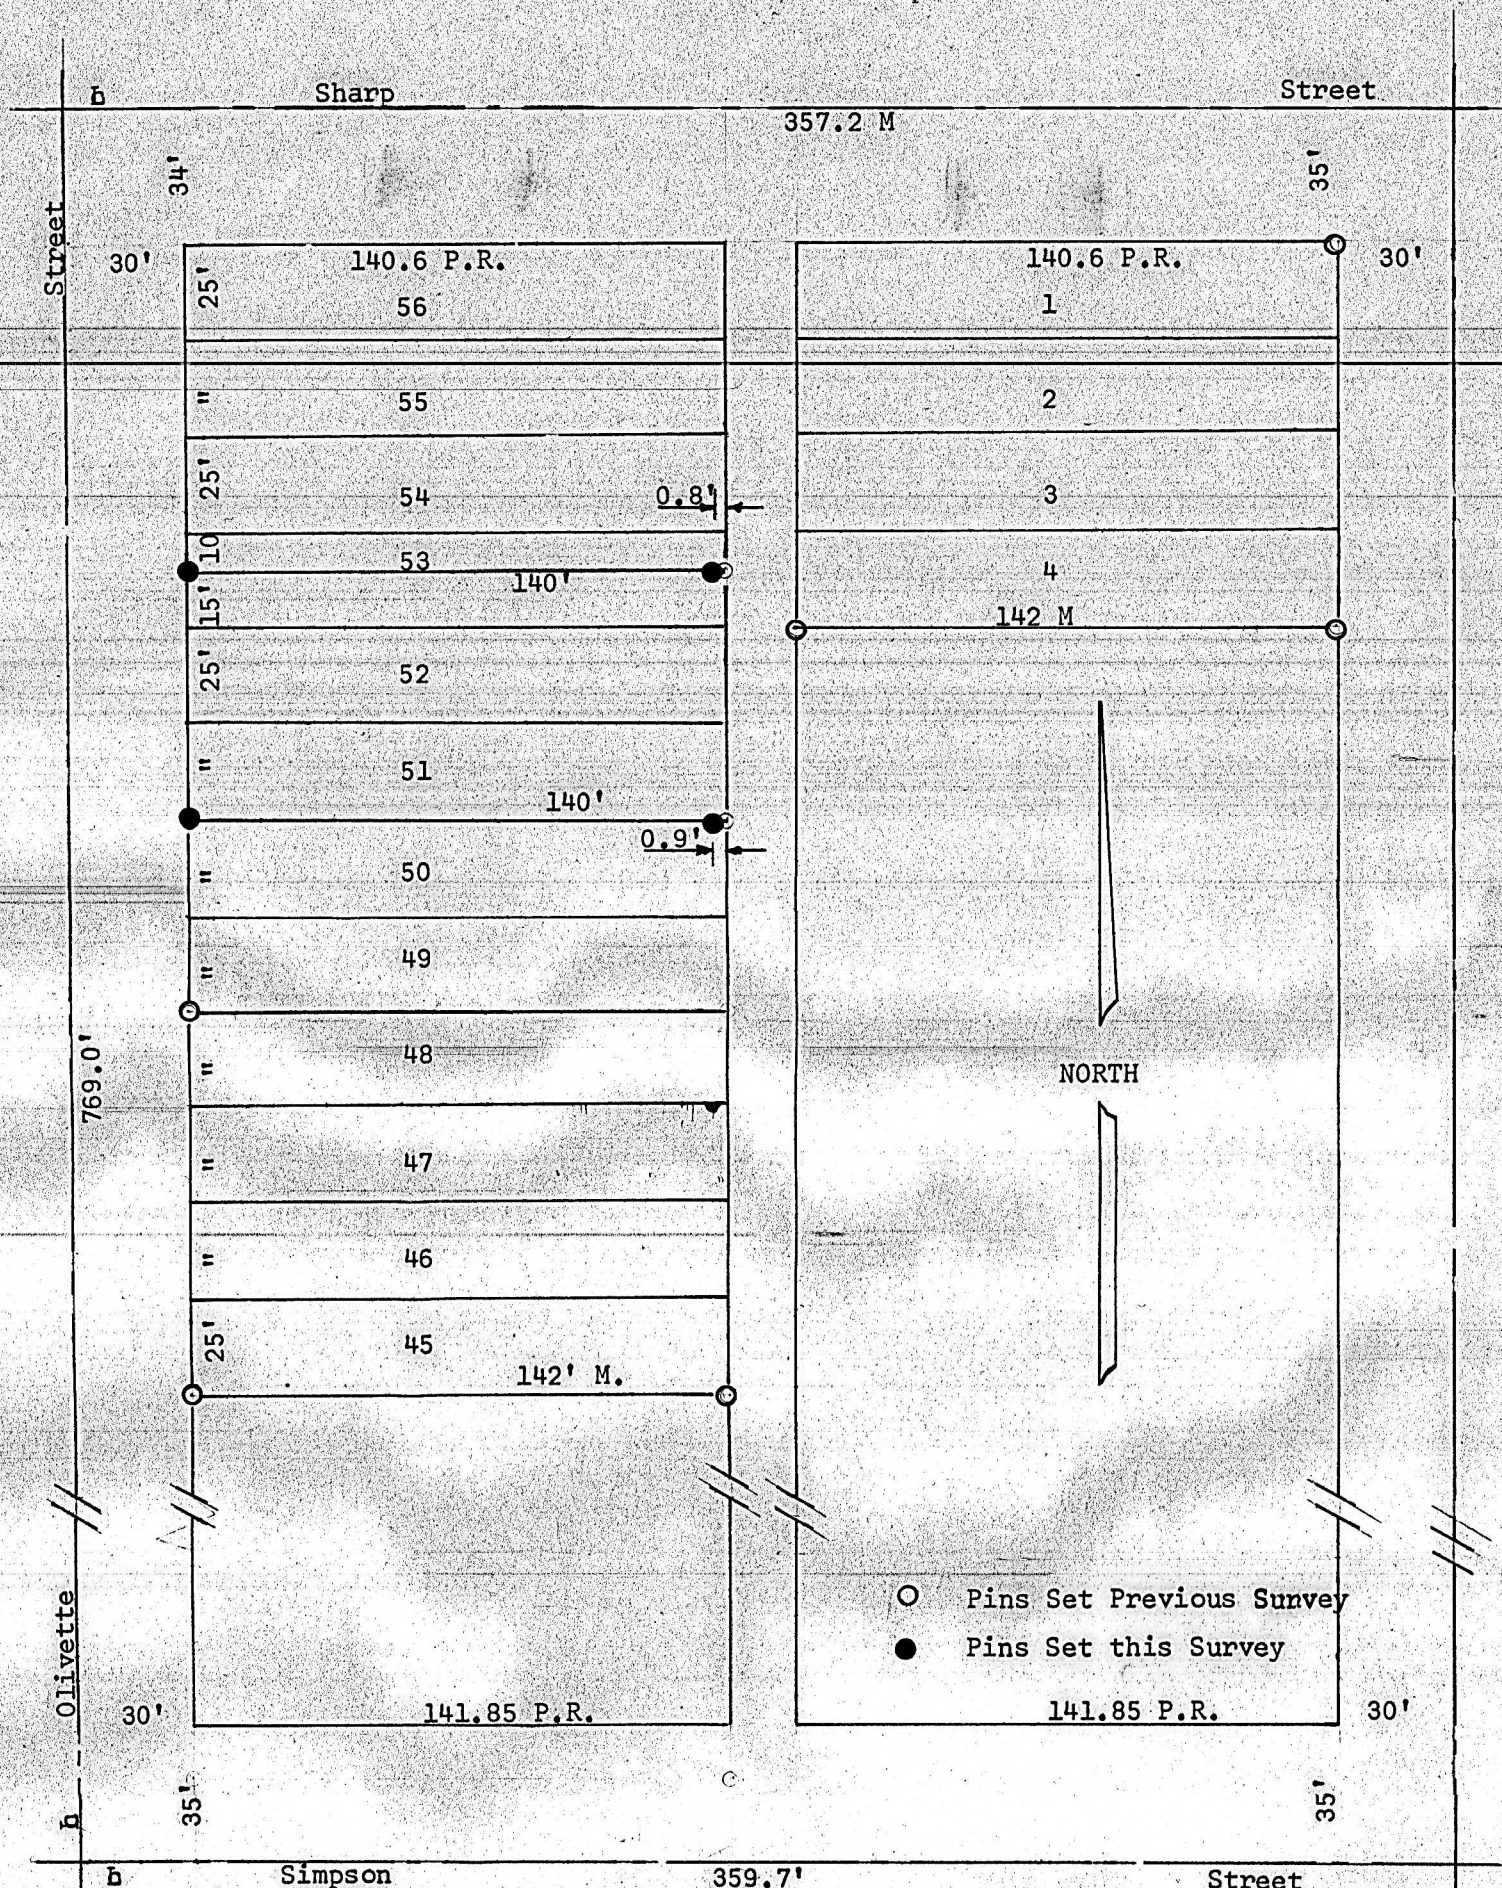 Sharp Street
357.2 M
34' 35'
Street
30' 140.6 P.R. 140.6 P.R. 30'
25' 56 1
" 55 2
25' 54 0.8' 3
10 53 4
140'
15' 142 M
25' 52
" 51
140'
0.9'
" 50
" 49
" 48
769.0'
NORTH
" 47
" 46
25' 45
142' M.
Pins Set Previous Survey
Olivette
Pins Set this Survey
30' 141.85 P.R. 141.85 P.R. 30'
35' 35'
Simpson 359.7' Street